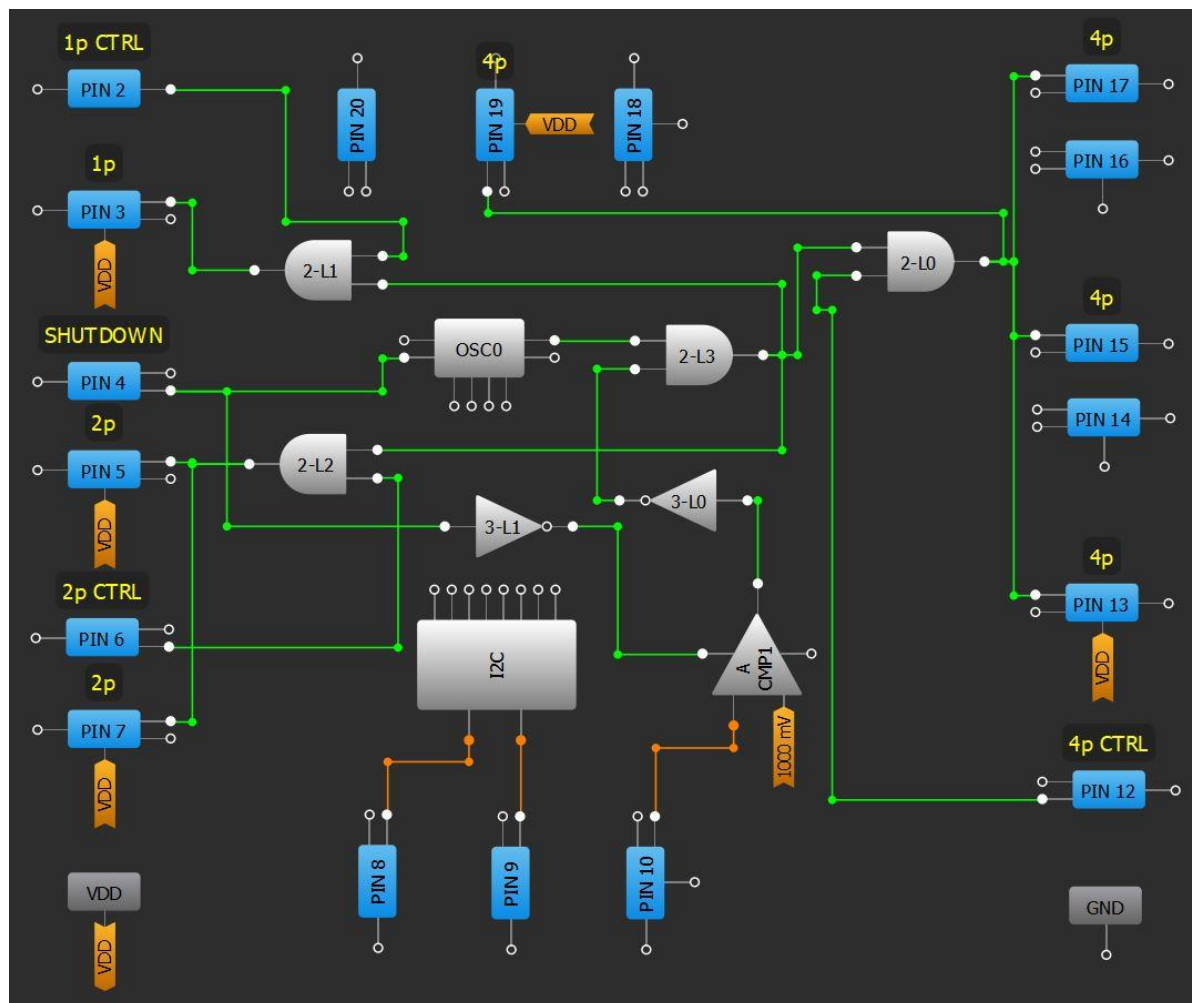 1p CTRL
PIN 2
PIN 20
4p
PIN 19
VDD
PIN 18
4p
PIN 17
PIN 16
1p
PIN 3
VDD
2-L1
2-L0
SHUTDOWN
PIN 4
OSC0
2-L3
4p
PIN 15
2p
PIN 5
VDD
2-L2
PIN 14
3-L1
3-L0
2p CTRL
PIN 6
I2C
A
CMP1
1000 mV
4p
PIN 13
VDD
2p
PIN 7
VDD
4p CTRL
PIN 12
PIN 8
PIN 9
PIN 10
VDD
VDD
GND